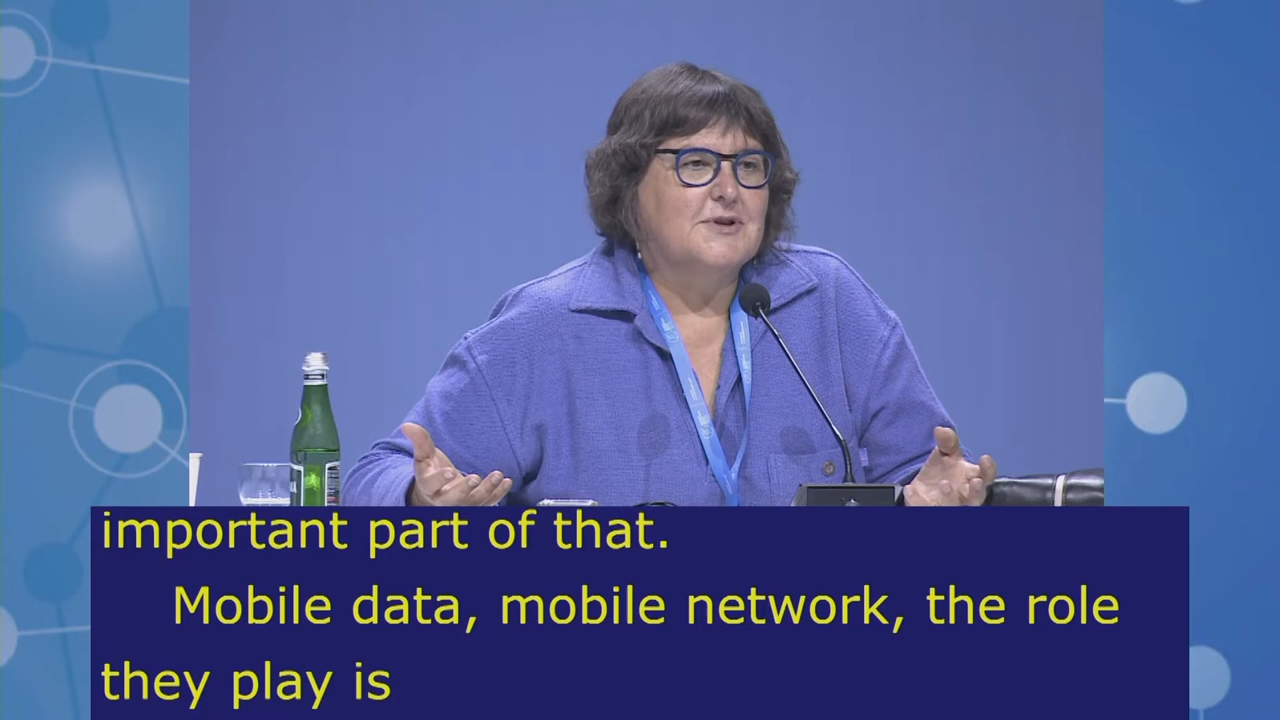 important part of that.
Mobile data, mobile network, the role
they play is